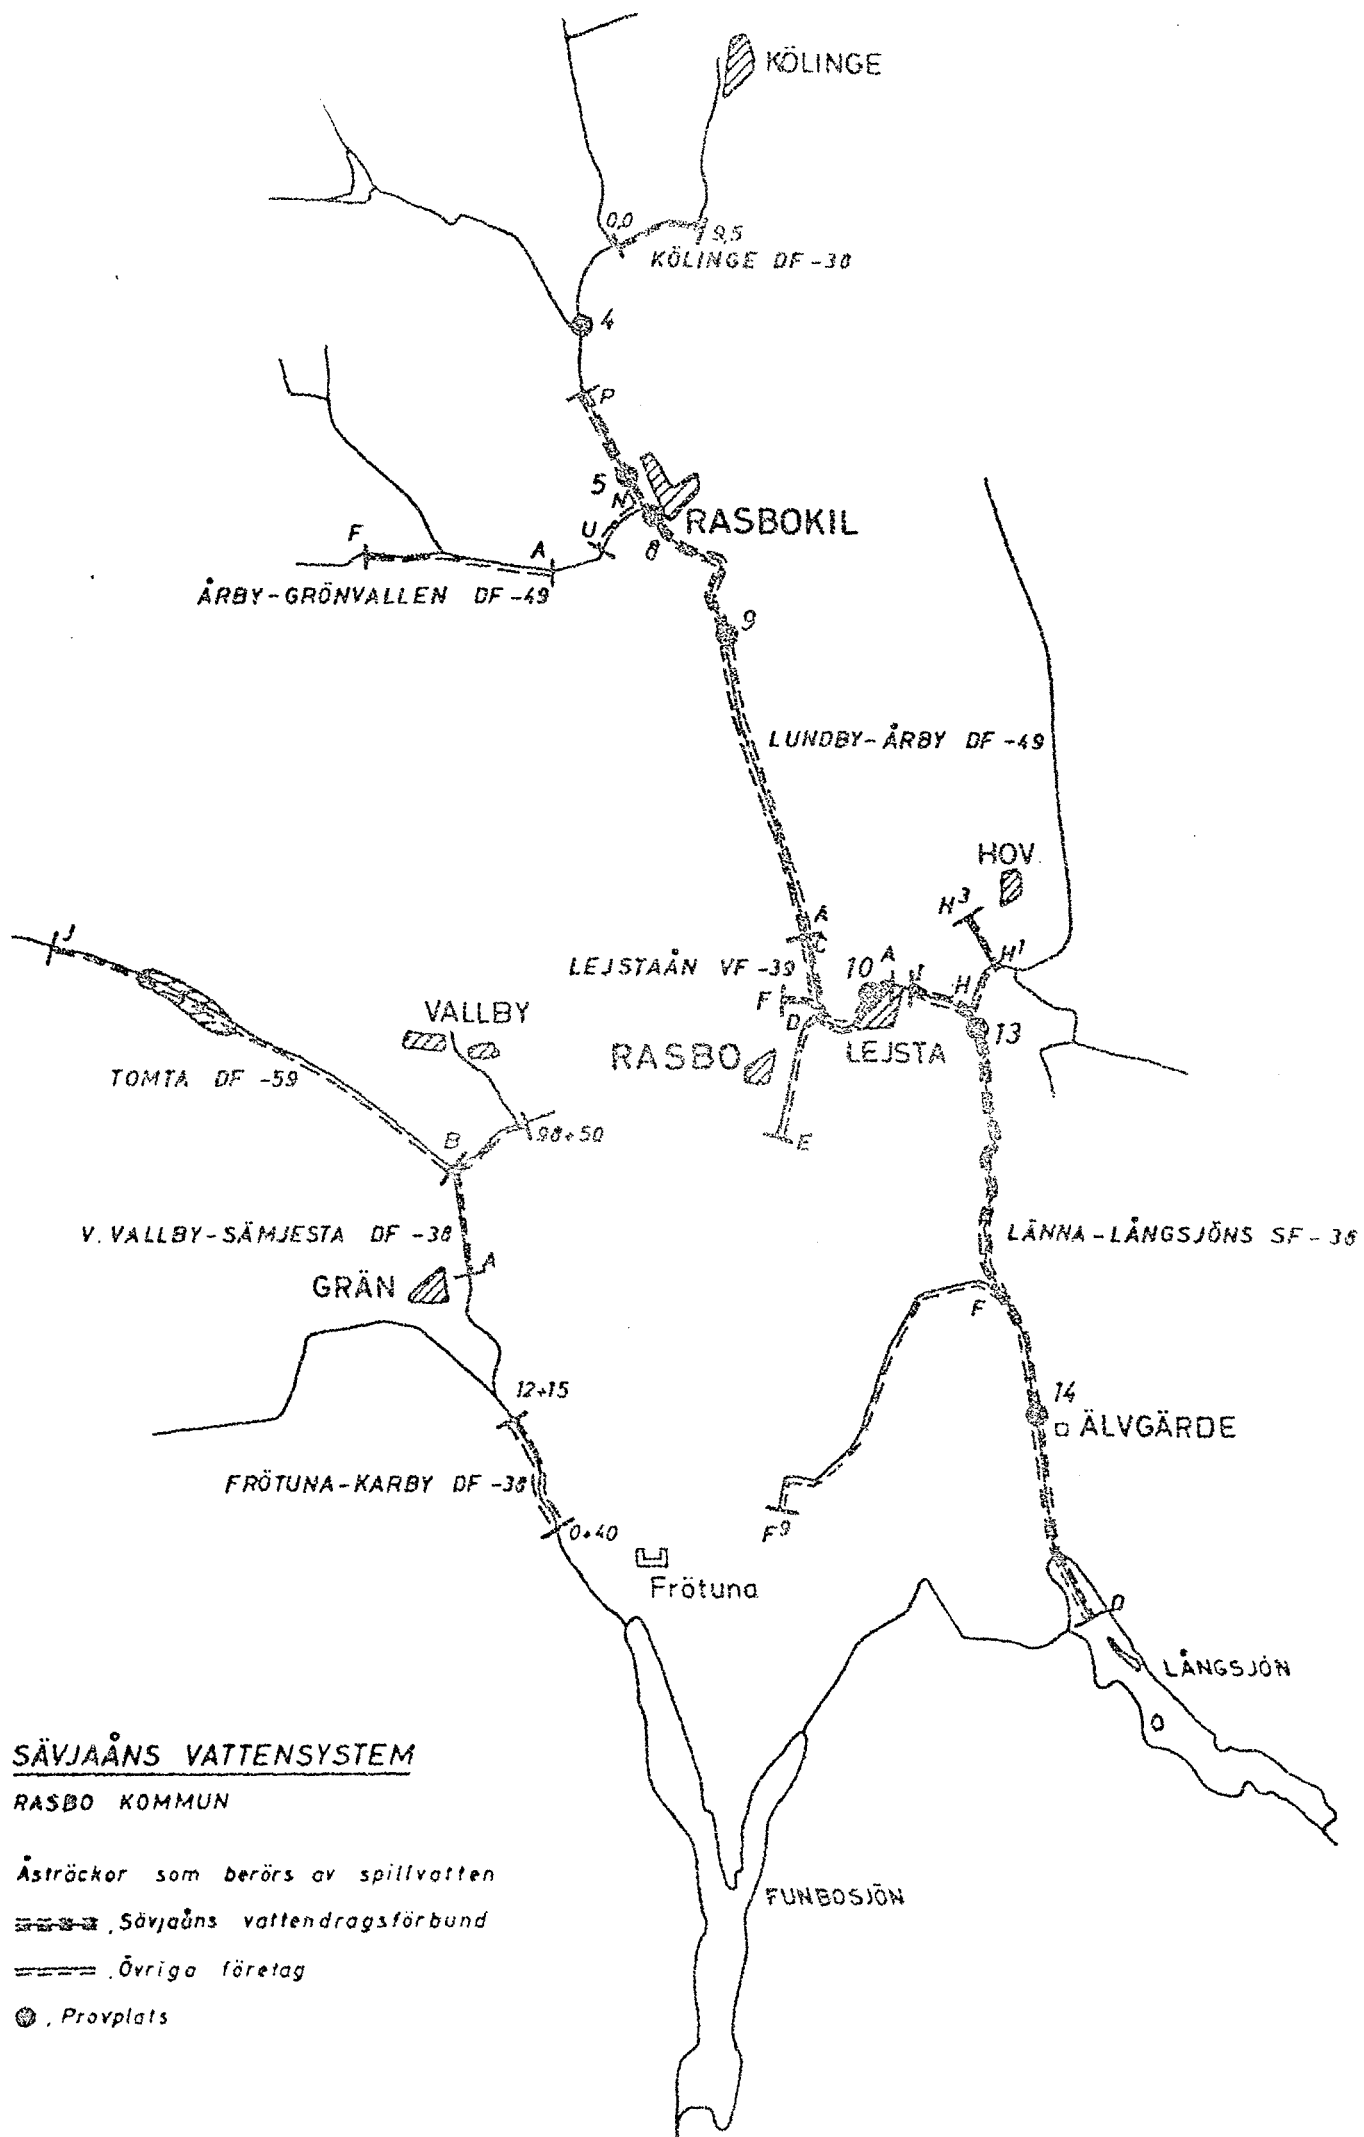 KÖLINGE
0,0
9,5
KÖLINGE DF-38
4
P
5
N
RASBOKIL
U
8
F
A
ÅRBY-GRÖNVALLEN DF-49
9
LUNDBY-ÅRBY DF-49
HOV
H3
A
C
H1
J
LEJSTAÅN VF-39
10
A
I
H
F
D
13
VALLBY
RASBO
LEJSTA
TOMTA DF-59
B
98+50
E
V. VALLBY-SÄMJESTA DF-38
LÄNNA-LÅNGSJÖNS SF-38
A
GRÄN
F
12+15
14
ÄLVGÄRDE
FRÖTUNA-KARBY DF-38
0+40
F9
Frötuna
LÅNGSJÖN
SÄVJAÅNS VATTENSYSTEM
RASBO KOMMUN
Åsträckor som berörs av spillvatten
, Sävjaåns vattendragsförbund
, Övriga företag
, Provplats
FUNBOSJÖN